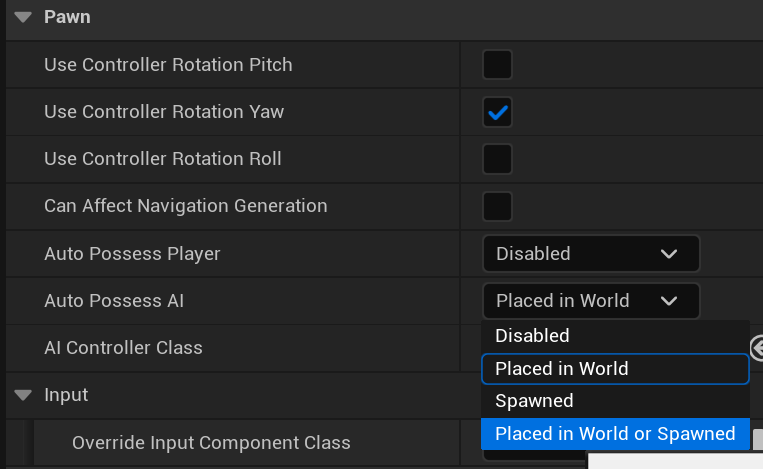 Pawn
Use Controller Rotation Pitch
Use Controller Rotation Yaw
Use Controller Rotation Roll
Can Affect Navigation Generation
Auto Possess Player Disabled
Auto Possess AI Placed in World
Disabled
AI Controller Class
Placed in World
Input
Spawned
Placed in World or Spawned
Override Input Component Class